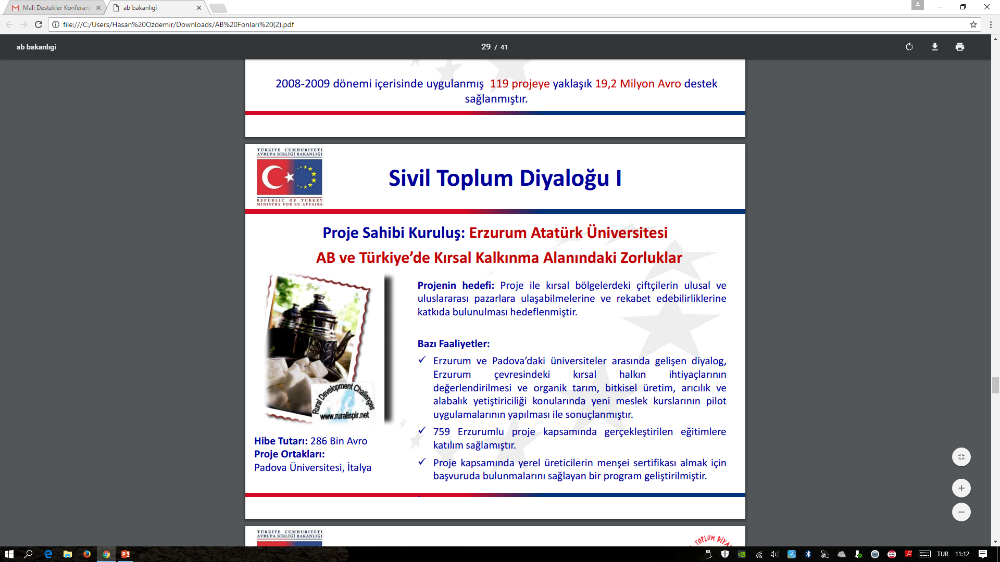 Mali Destekler Konferans
ab bakanlıgi
file:///C:/Users/Hasan%20Ozdemir/Downloads/AB%20Fonları%20(2).pdf
ab bakanlıgi
29 / 41
2008-2009 dönemi içerisinde uygulanmış 119 projeye yaklaşık 19,2 Milyon Avro destek
sağlanmıştır.
TÜRKİYE CUMHURİYETİ
AVRUPA BİRLİĞİ BAKANLIĞI
REPUBLIC OF TURKEY
MINISTRY FOR EU AFFAIRS
Sivil Toplum Diyaloğu I
Proje Sahibi Kuruluş: Erzurum Atatürk Üniversitesi
AB ve Türkiye’de Kırsal Kalkınma Alanındaki Zorluklar
Rural Development Challenges
www.ruralispir.net
Hibe Tutarı: 286 Bin Avro
Proje Ortakları:
Padova Üniversitesi, İtalya
Projenin hedefi: Proje ile kırsal bölgelerdeki çiftçilerin ulusal ve
uluslararası pazarlara ulaşabilmelerine ve rekabet edebilirliklerine
katkıda bulunulması hedeflenmiştir.
Bazı Faaliyetler:
✓ Erzurum ve Padova’daki üniversiteler arasında gelişen diyalog,
Erzurum çevresindeki kırsal halkın ihtiyaçlarının
değerlendirilmesi ve organik tarım, bitkisel üretim, arıcılık ve
alabalık yetiştiriciliği konularında yeni meslek kurslarının pilot
uygulamalarının yapılması ile sonuçlanmıştır.
✓ 759 Erzurumlu proje kapsamında gerçekleştirilen eğitimlere
katılım sağlamıştır.
✓ Proje kapsamında yerel üreticilerin menşei sertifikası almak için
başvuruda bulunmalarını sağlayan bir program geliştirilmiştir.
TÜRKİYE CUMHURİYETİ
AVRUPA BİRLİĞİ BAKANLIĞI
TOPLUM
TUR
11:12